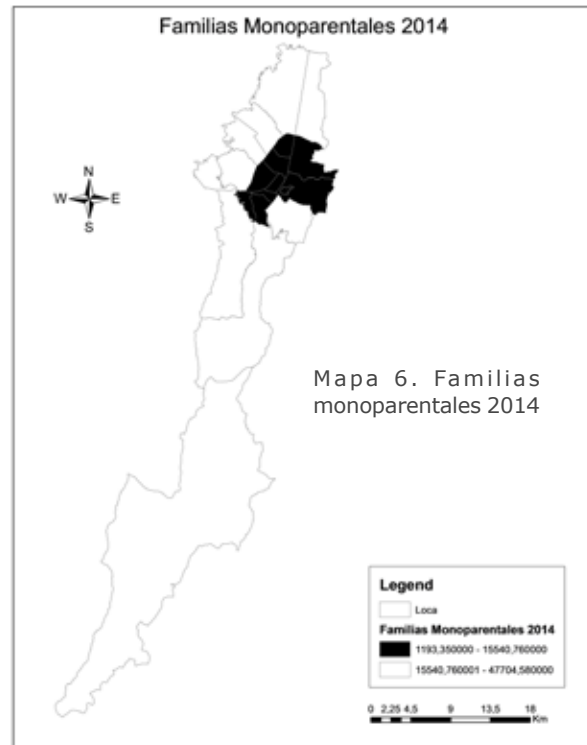 Familias Monoparentales 2014
N
W E
S
Mapa 6. Familias
monoparentales 2014
Legend
Loca
Familias Monoparentales 2014
1193,350000 - 15540,760000
15540,760001 - 47704,580000
0 2,25 4,5 9 13,5 18
Km